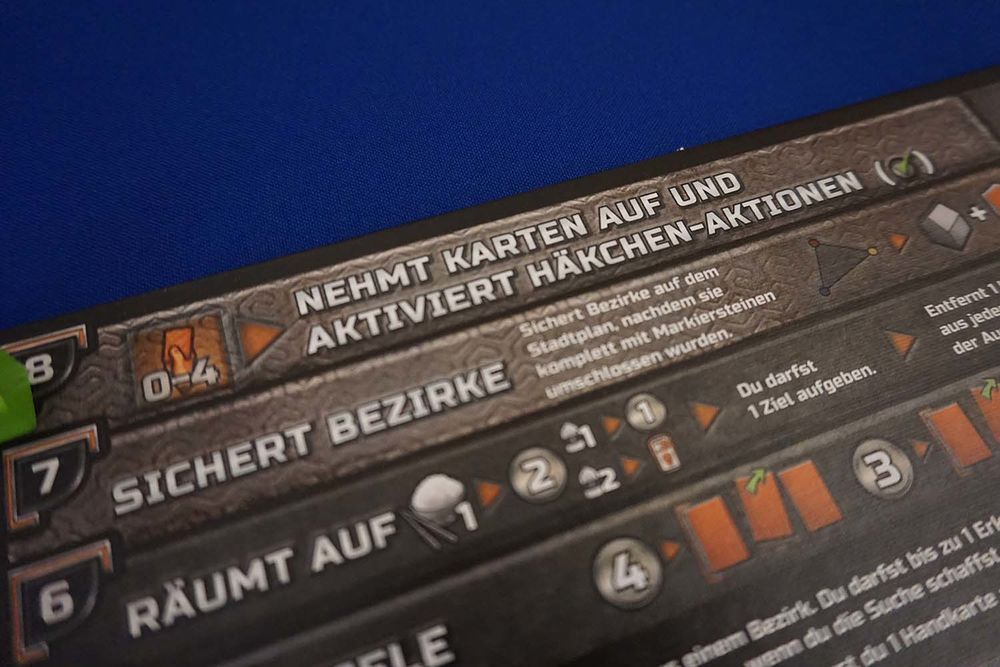 8
0-4
NEHMT KARTEN AUF UND
AKTIVIERT HÄKCHEN-AKTIONEN (✓)
7
SICHERT BEZIRKE
Sichert Bezirke auf dem
Stadtplan, nachdem sie
komplett mit Markiersteinen
umschlossen wurden.
+
6
RÄUMT AUF
1
2
1
1
2
Du darfst
1 Ziel aufgeben.
Entfernt 1
aus jede
der Au
4
3
ELE
einem Bezirk. Du darfst bis zu 1 Er
wenn du die Suche schaffst
du 1 Handkarte